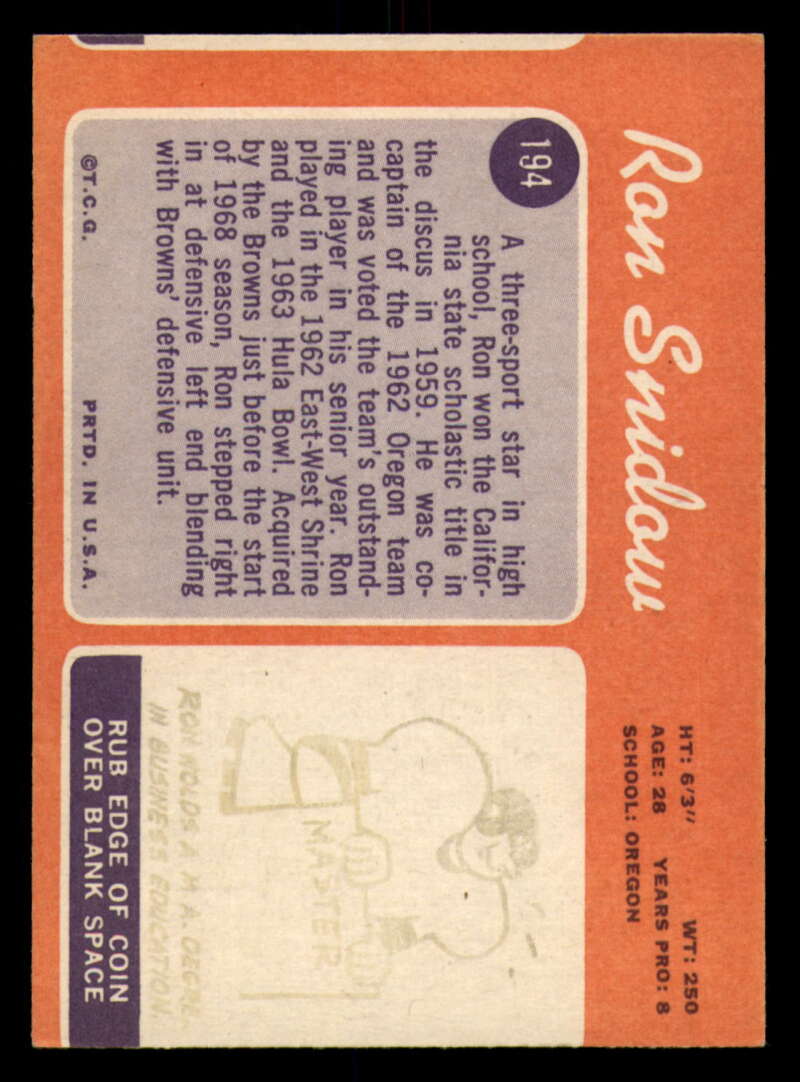 Ron Snidow
HT: 6'3" WT: 250
AGE: 28 YEARS PRO: 8
SCHOOL: OREGON
194
A three-sport star in high
school, Ron won the Califor-
nia state scholastic title in
the discus in 1959. He was co-
captain of the 1962 Oregon team
and was voted the team's outstand-
ing player in his senior year. Ron
played in the 1962 East-West Shrine
and the 1963 Hula Bowl. Acquired
by the Browns just before the start
of 1968 season, Ron stepped right
in at defensive left end blending
with Browns' defensive unit.
©T.C.G. PRTD. IN U.S.A.
MASTER
RON HOLDS A M.A. DEGRE
IN BUSINESS EDUCATION.
RUB EDGE OF COIN
OVER BLANK SPACE